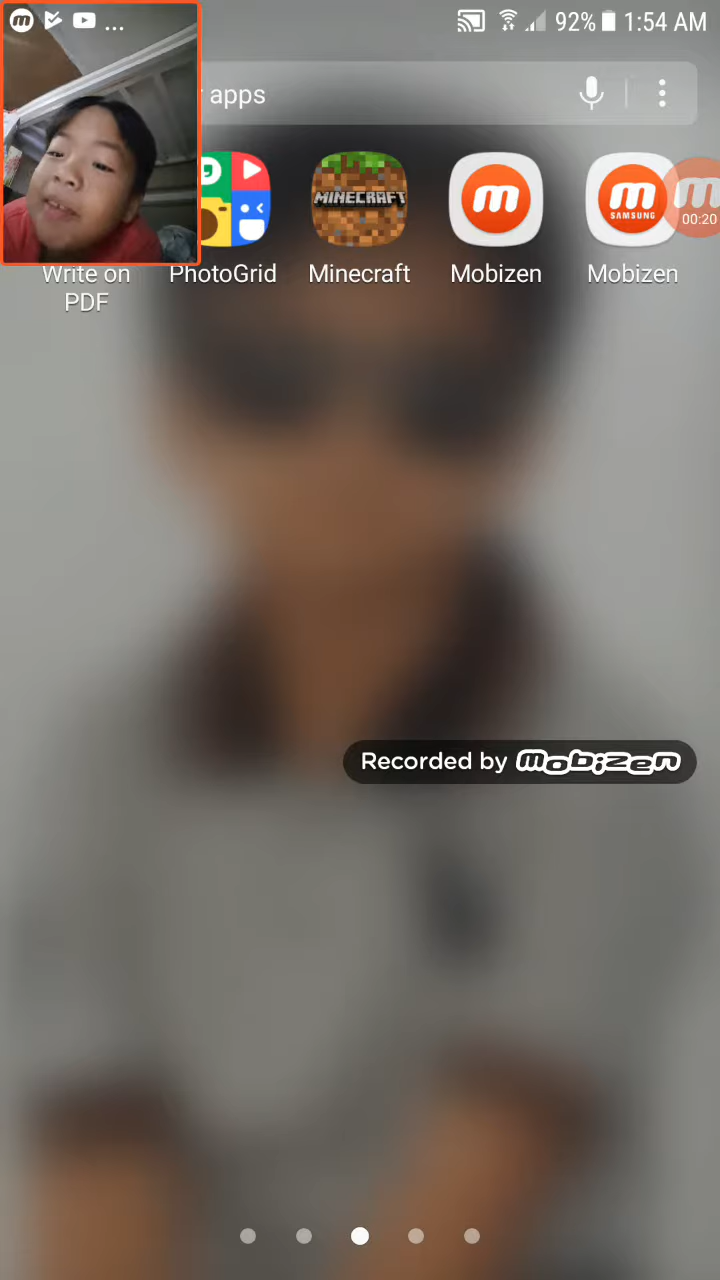 ... 92% 1:54 AM
apps
MINECRAFT
m
m
SAMSUNG
00:20
Write on
PDF
PhotoGrid
Minecraft
Mobizen
Mobizen
Recorded by mobizen